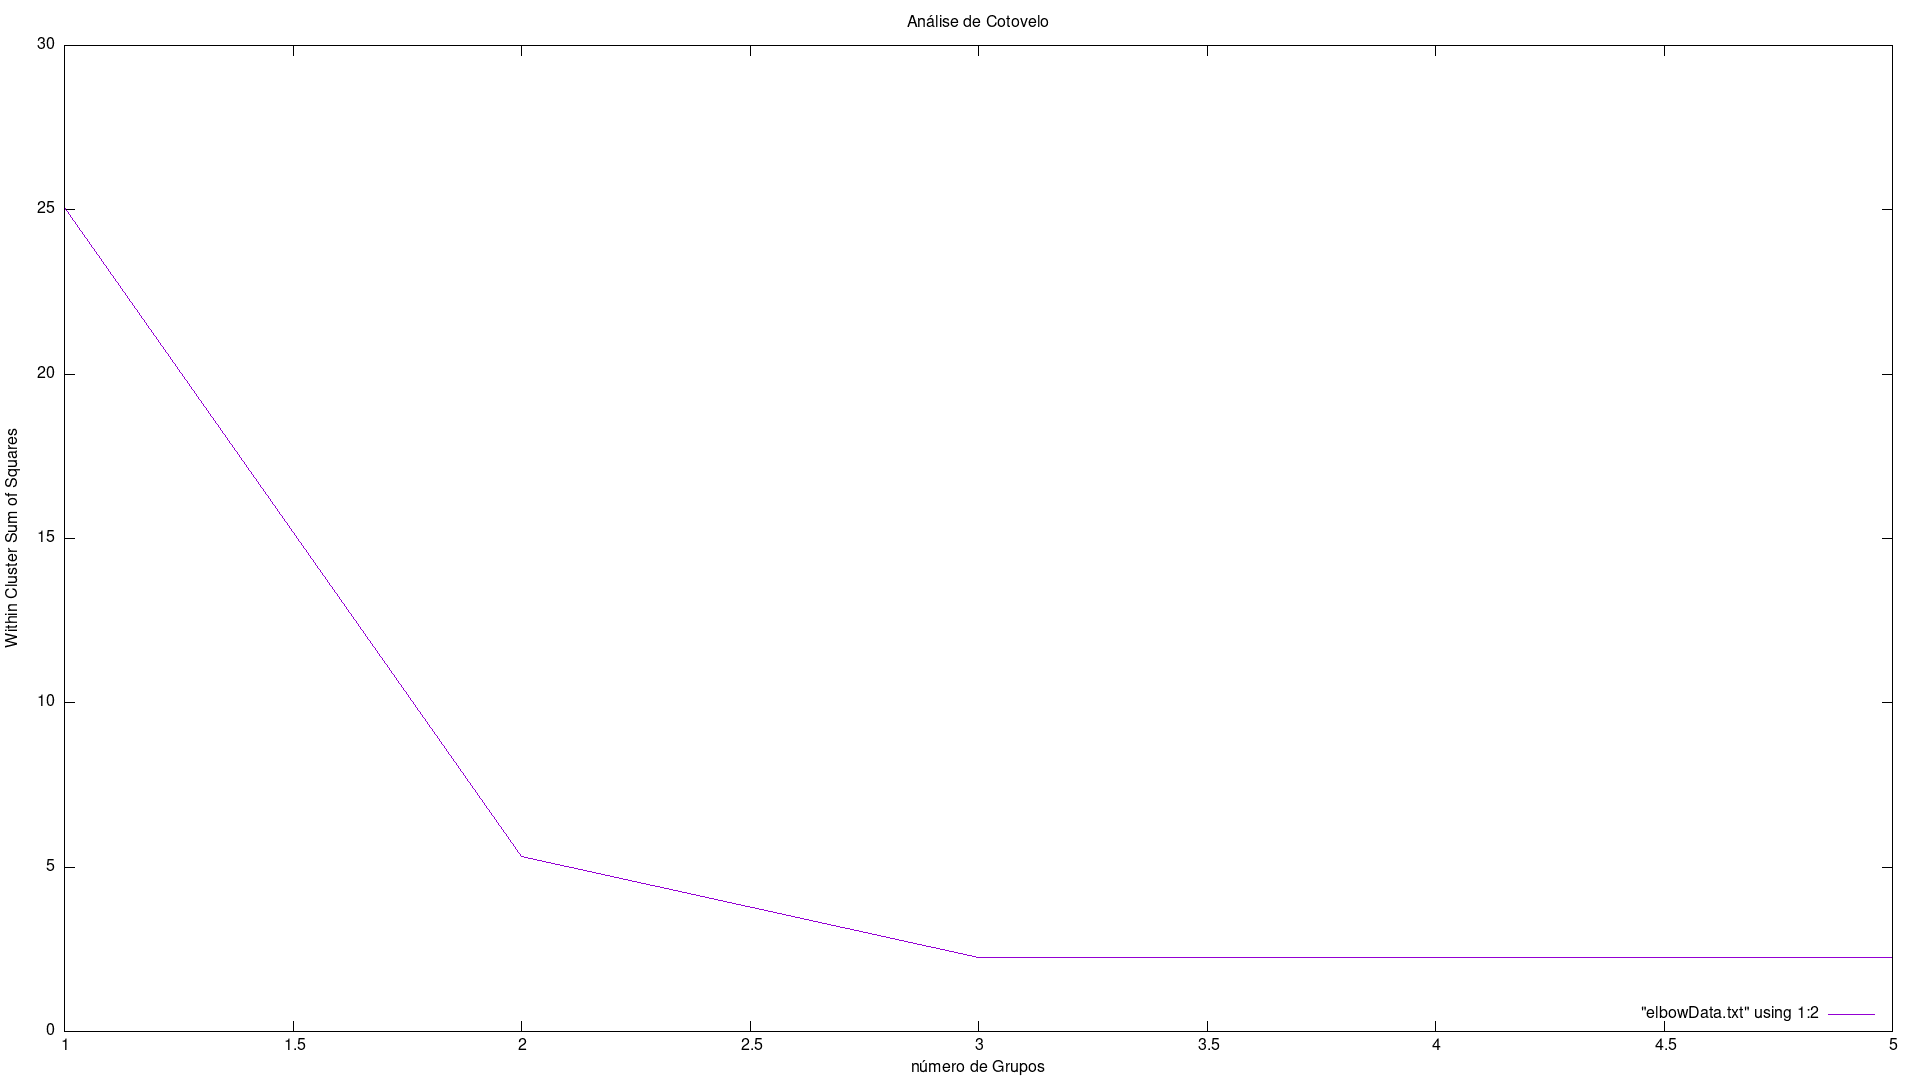 Análise de Cotovelo
30
25
20
15
10
5
0
Within Cluster Sum of Squares
"elbowData.txt" using 1:2
1 1.5 2 2.5 3 3.5 4 4.5 5
número de Grupos